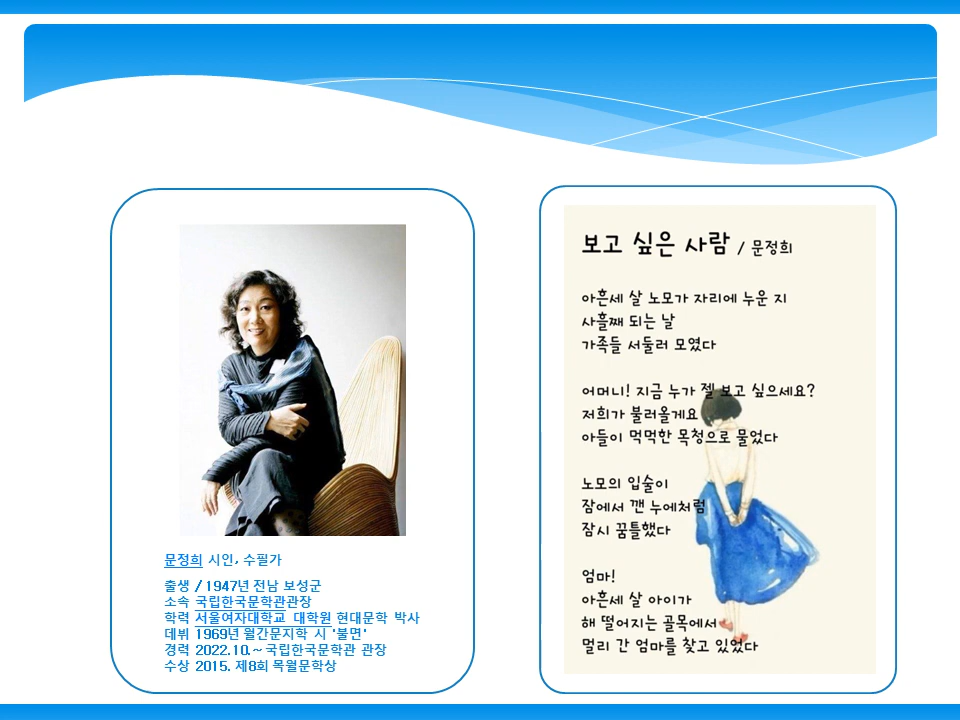 문정희 시인, 수필가
출생 / 1947년 전남 보성군
소속 국립한국문학관관장
학력 서울여자대학교 대학원 현대문학 박사
데뷔 1969년 월간문지학 시 '불면'
경력 2022.10.~ 국립한국문학관 관장
수상 2015. 제8회 목월문학상
보고 싶은 사람 / 문정희
아흔세 살 노모가 자리에 누운 지
사흘째 되는 날
가족들 서둘러 모였다
어머니! 지금 누가 젤 보고 싶으세요?
저희가 불러올게요
아들이 먹먹한 목청으로 물었다
노모의 입술이
잠에서 깬 누에처럼
잠시 꿈틀했다
엄마!
아흔세 살 아이가
해 떨어지는 골목에서
멀리 간 엄마를 찾고 있었다